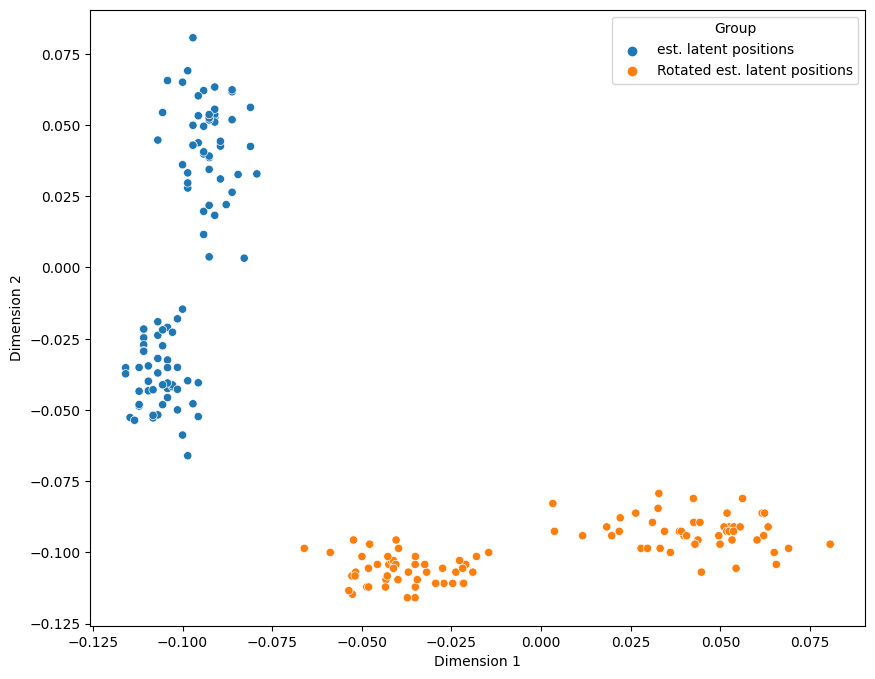 Group
est. latent positions
Rotated est. latent positions
0.075
0.050
0.025
0.000
−0.025
−0.050
−0.075
−0.100
−0.125
Dimension 2
−0.125 −0.100 −0.075 −0.050 −0.025 0.000 0.025 0.050 0.075
Dimension 1